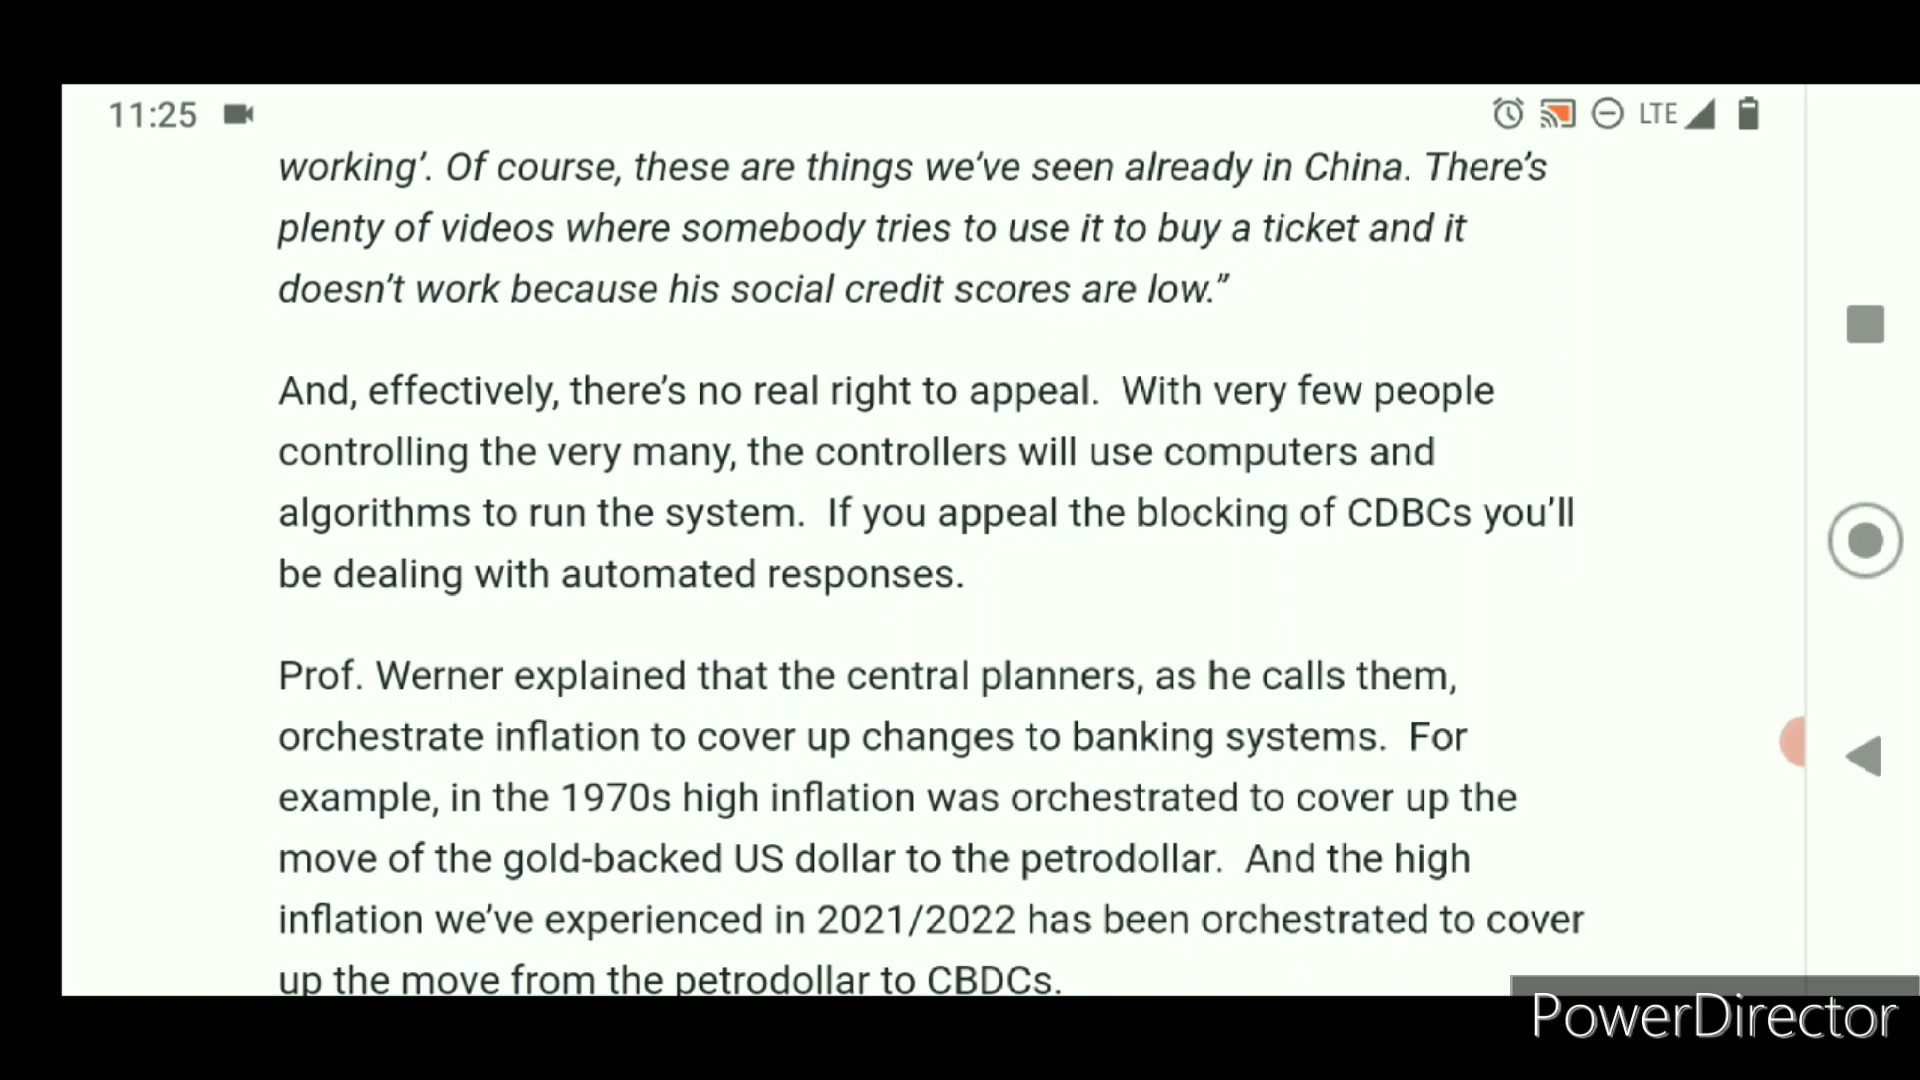 11:25
LTE
working’. Of course, these are things we’ve seen already in China. There’s
plenty of videos where somebody tries to use it to buy a ticket and it
doesn’t work because his social credit scores are low.”
And, effectively, there’s no real right to appeal.  With very few people
controlling the very many, the controllers will use computers and
algorithms to run the system.  If you appeal the blocking of CDBCs you’ll
be dealing with automated responses.
Prof. Werner explained that the central planners, as he calls them,
orchestrate inflation to cover up changes to banking systems.  For
example, in the 1970s high inflation was orchestrated to cover up the
move of the gold-backed US dollar to the petrodollar.  And the high
inflation we’ve experienced in 2021/2022 has been orchestrated to cover
up the move from the petrodollar to CBDCs.
PowerDirector